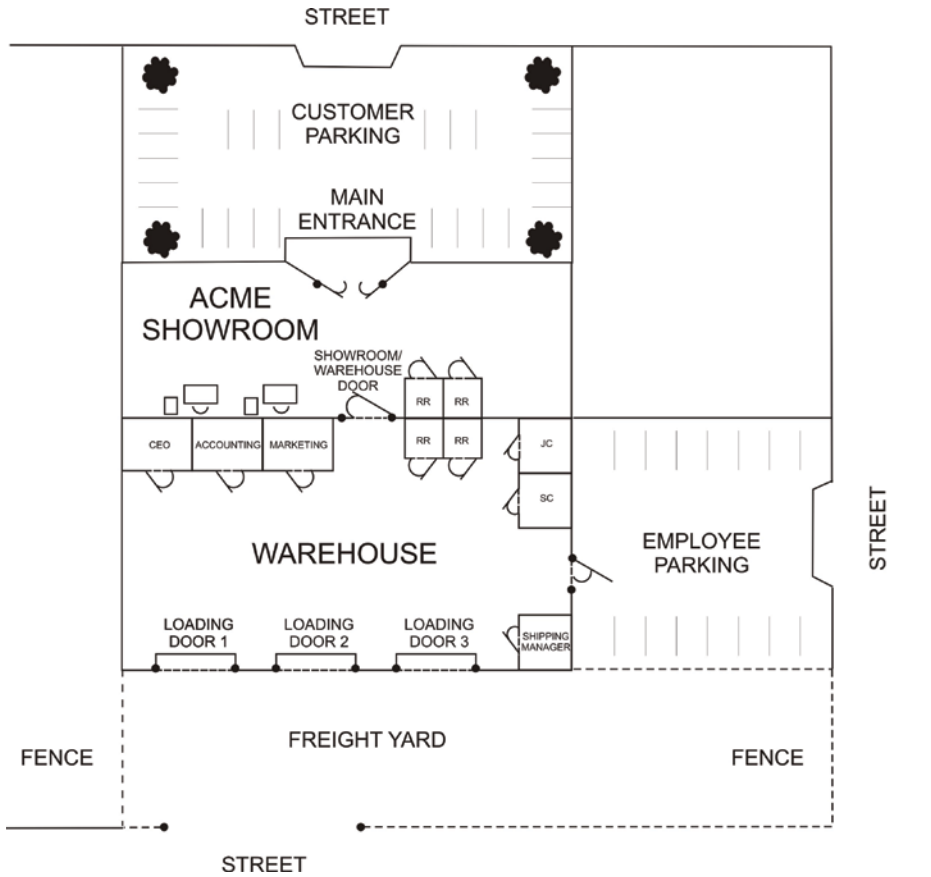 STREET
CUSTOMER
PARKING
MAIN
ENTRANCE
ACME
SHOWROOM
SHOWROOM/
WAREHOUSE
DOOR
RR
RR
CEO
ACCOUNTING
MARKETING
RR
RR
JC
SC
WAREHOUSE
EMPLOYEE
PARKING
STREET
LOADING
DOOR 1
LOADING
DOOR 2
LOADING
DOOR 3
SHIPPING
MANAGER
FREIGHT YARD
FENCE
FENCE
STREET